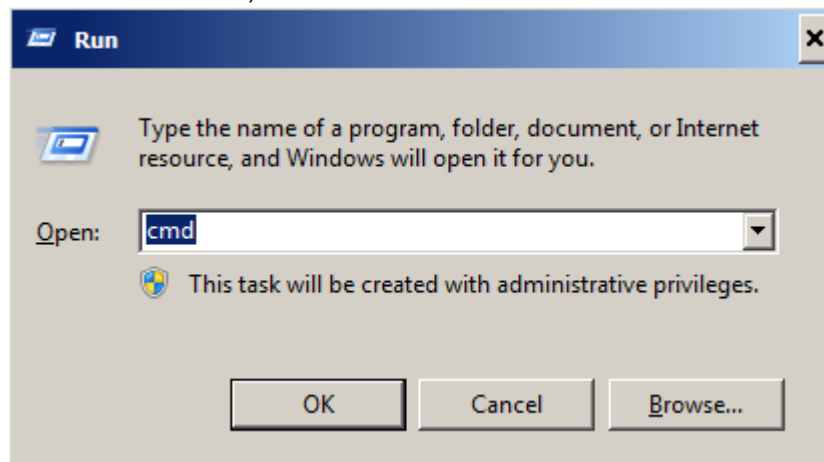 Run
Type the name of a program, folder, document, or Internet
resource, and Windows will open it for you.
Open:
cmd
This task will be created with administrative privileges.
OK
Cancel
Browse...